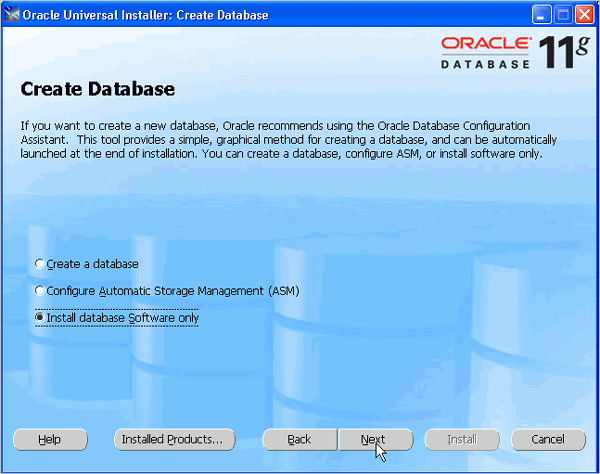 Oracle Universal Installer: Create Database
ORACLE
DATABASE 11g
Create Database
If you want to create a new database, Oracle recommends using the Oracle Database Configuration
Assistant. This tool provides a simple, graphical method for creating a database, and can be automatically
launched at the end of installation. You can create a database, configure ASM, or install software only.
Create a database
Configure Automatic Storage Management (ASM)
Install database Software only
Help Installed Products... Back Next Install Cancel